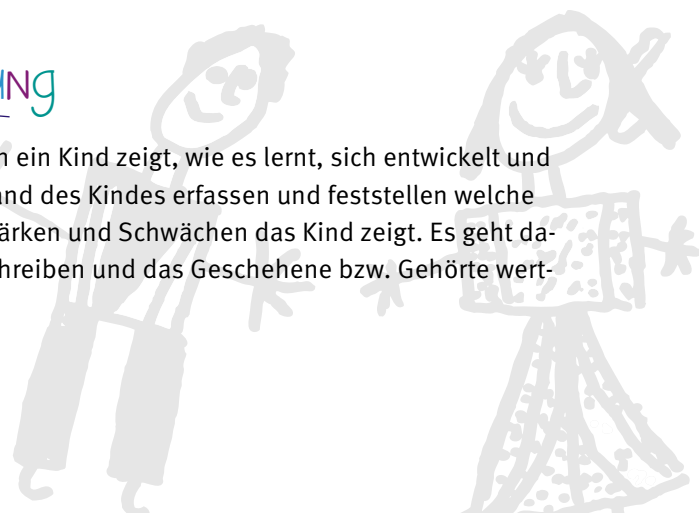 ng
n ein Kind zeigt, wie es lernt, sich entwickelt und
and des Kindes erfassen und feststellen welche
ärken und Schwächen das Kind zeigt. Es geht da-
hreiben und das Geschehene bzw. Gehörte wert-